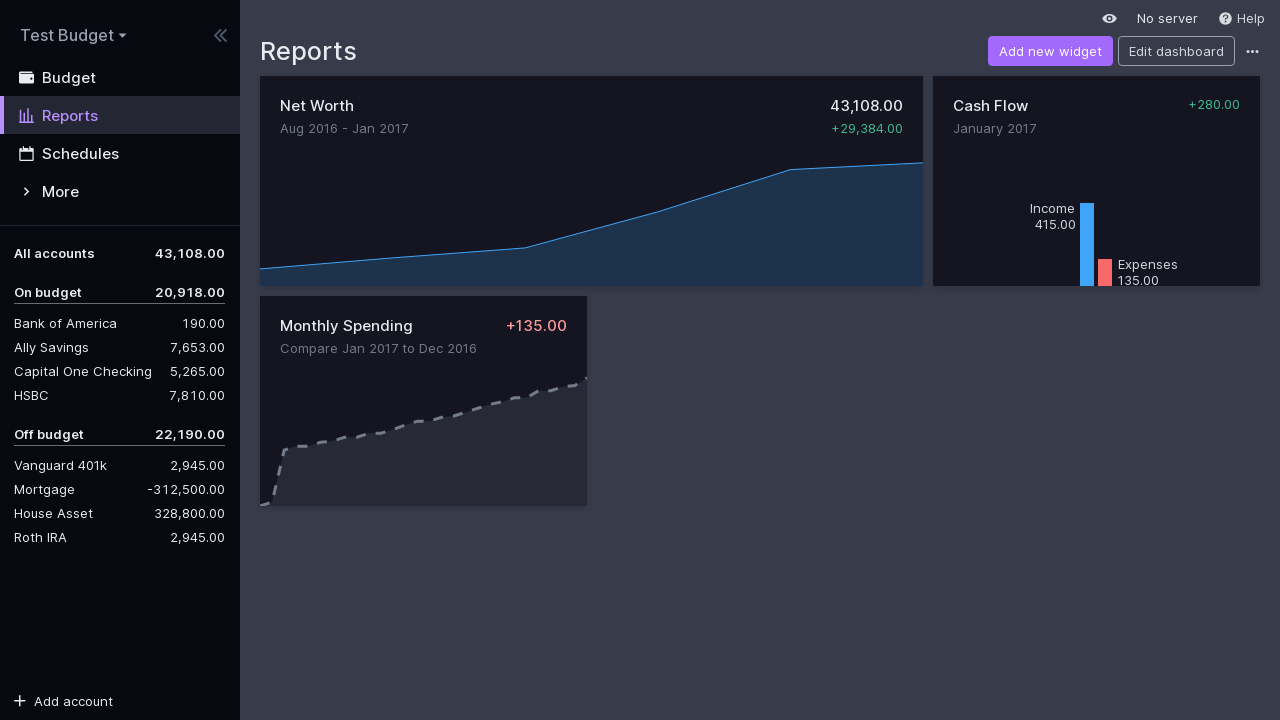 Test Budget
Budget
Reports
Schedules
More
All accounts 43,108.00
On budget 20,918.00
Bank of America 190.00
Ally Savings 7,653.00
Capital One Checking 5,265.00
HSBC 7,810.00
Off budget 22,190.00
Vanguard 401k 2,945.00
Mortgage -312,500.00
House Asset 328,800.00
Roth IRA 2,945.00
Add account
No server Help
Reports
Add new widget Edit dashboard
Net Worth 43,108.00
Aug 2016 - Jan 2017 +29,384.00
Cash Flow +280.00
January 2017
Income
415.00
Expenses
135.00
Monthly Spending +135.00
Compare Jan 2017 to Dec 2016